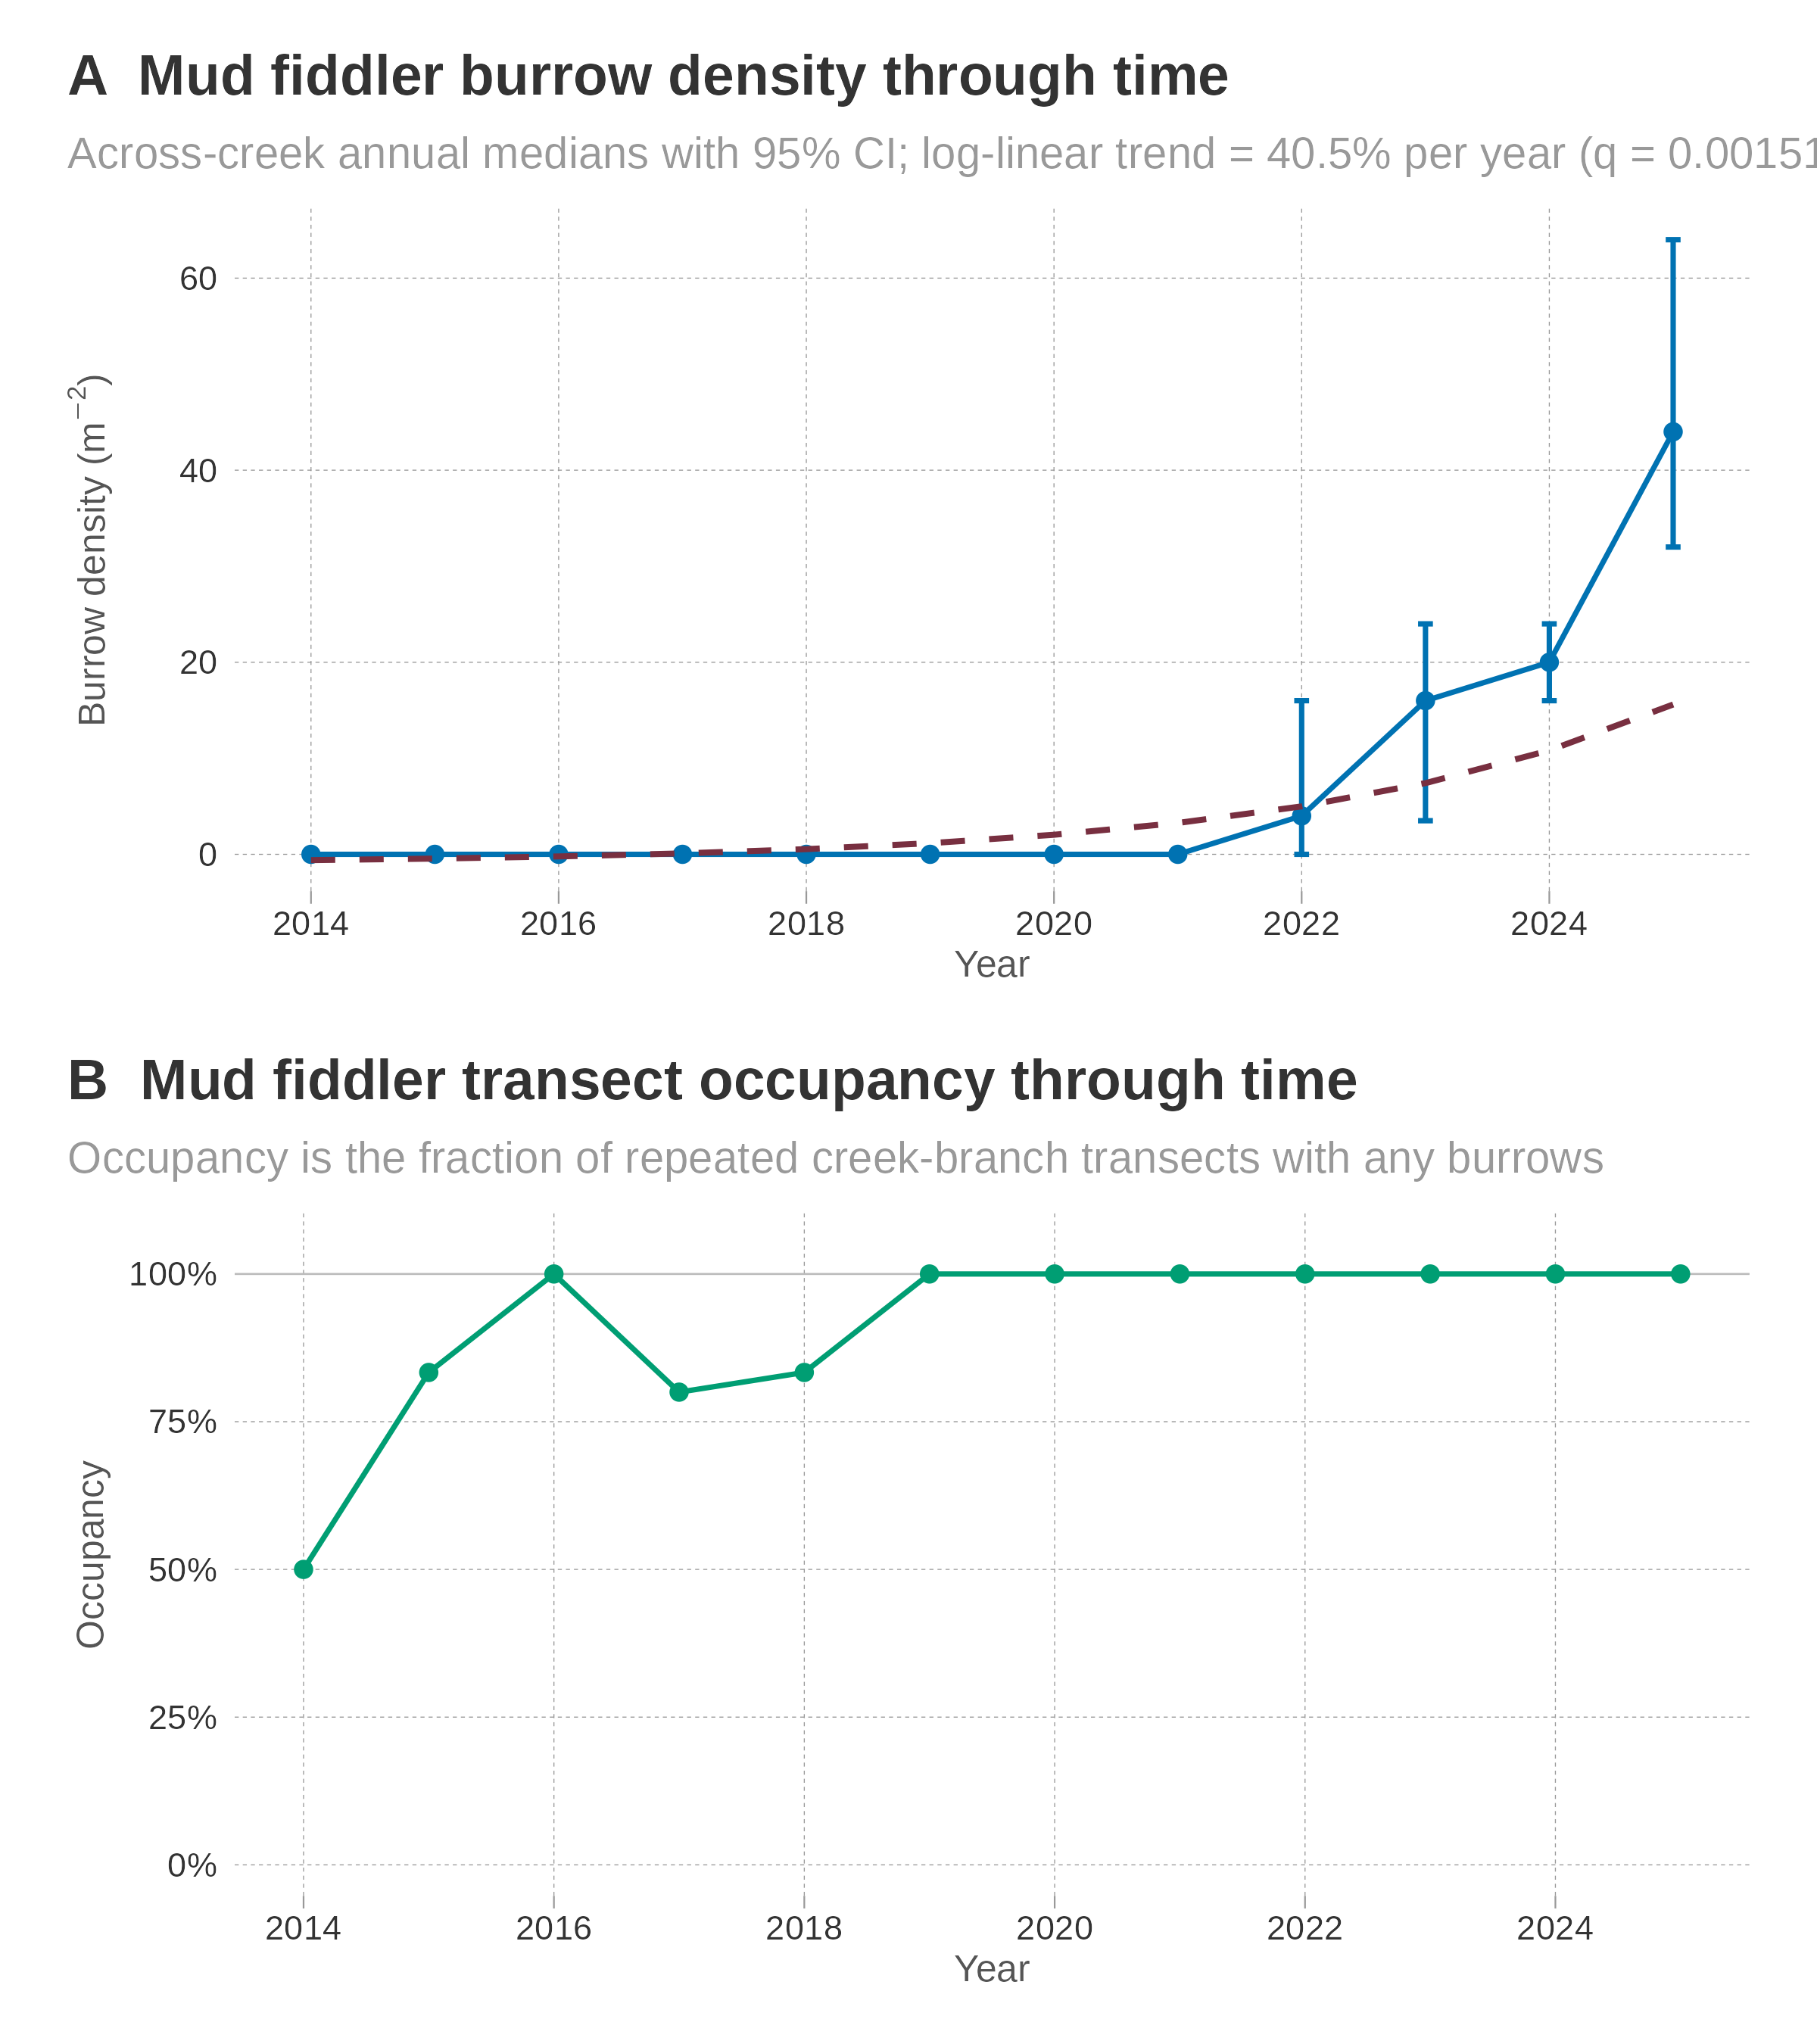 A Mud fiddler burrow density through time
Across-creek annual medians with 95% CI; log-linear trend = 40.5% per year (q = 0.00151
60
40
20
0
Burrow density (m⁻²)
2014 2016 2018 2020 2022 2024
Year
B Mud fiddler transect occupancy through time
Occupancy is the fraction of repeated creek-branch transects with any burrows
100%
75%
50%
25%
0%
Occupancy
2014 2016 2018 2020 2022 2024
Year